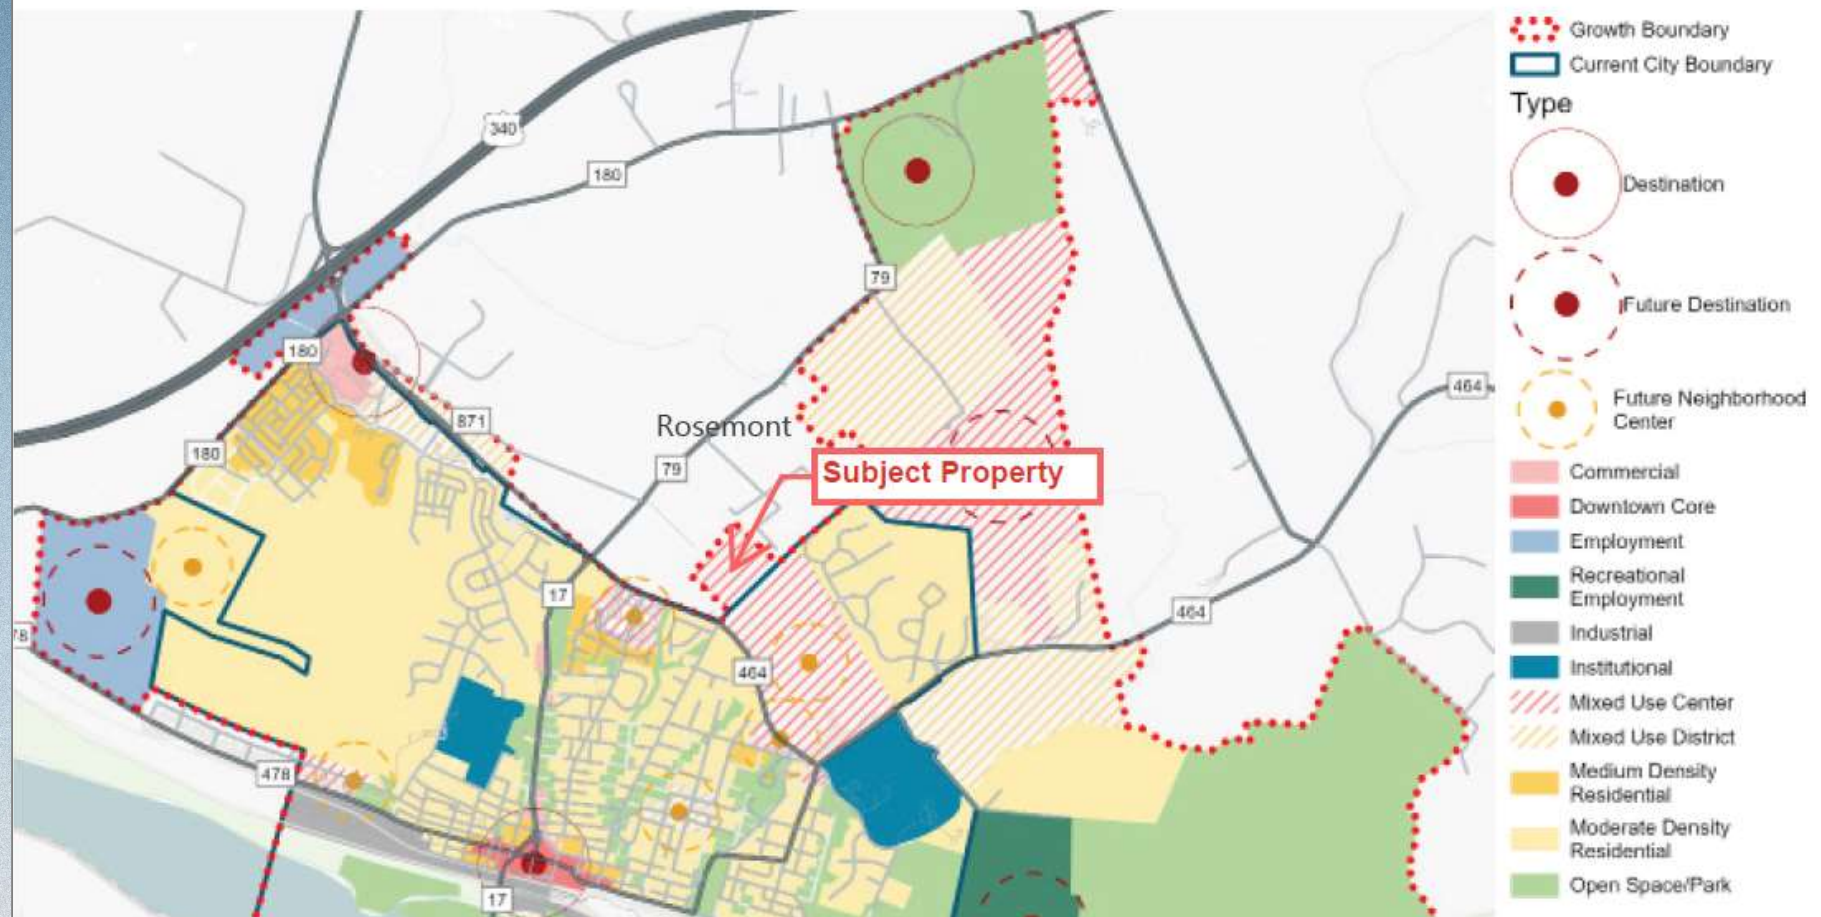 340
180
79
180
871
464
180
Rosemont
79
Subject Property
17
464
464
478
17
Growth Boundary
Current City Boundary
Type
Destination
Future Destination
Future Neighborhood
Center
Commercial
Downtown Core
Employment
Recreational
Employment
Industrial
Institutional
Mixed Use Center
Mixed Use District
Medium Density
Residential
Moderate Density
Residential
Open Space/Park